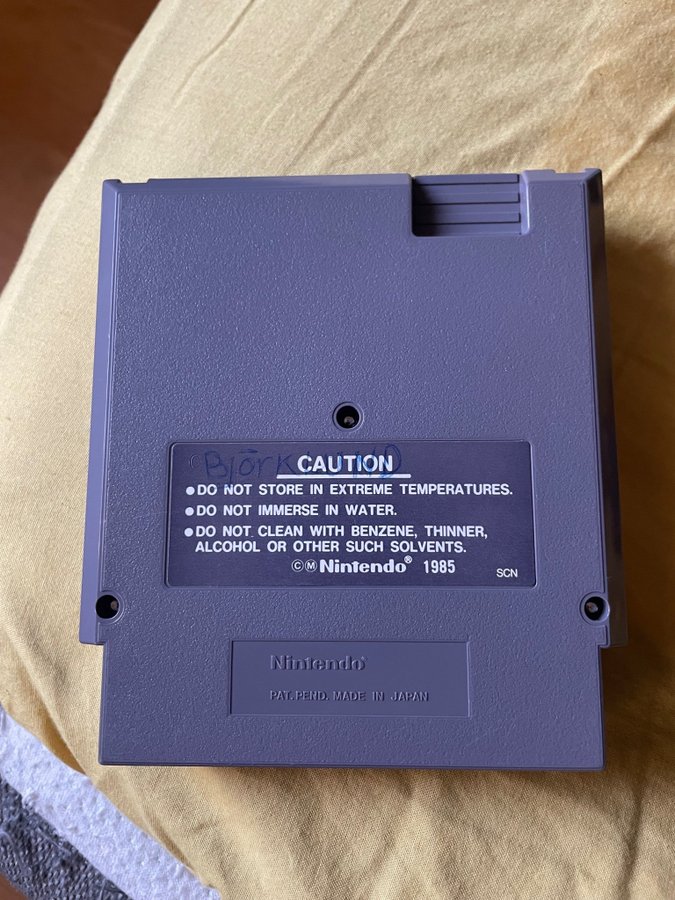 BjörklunD
CAUTION
●DO NOT STORE IN EXTREME TEMPERATURES.
●DO NOT IMMERSE IN WATER.
●DO NOT CLEAN WITH BENZENE, THINNER,
ALCOHOL OR OTHER SUCH SOLVENTS.
©Ⓜ Nintendo® 1985
SCN
Nintendo®
PAT. PEND. MADE IN JAPAN